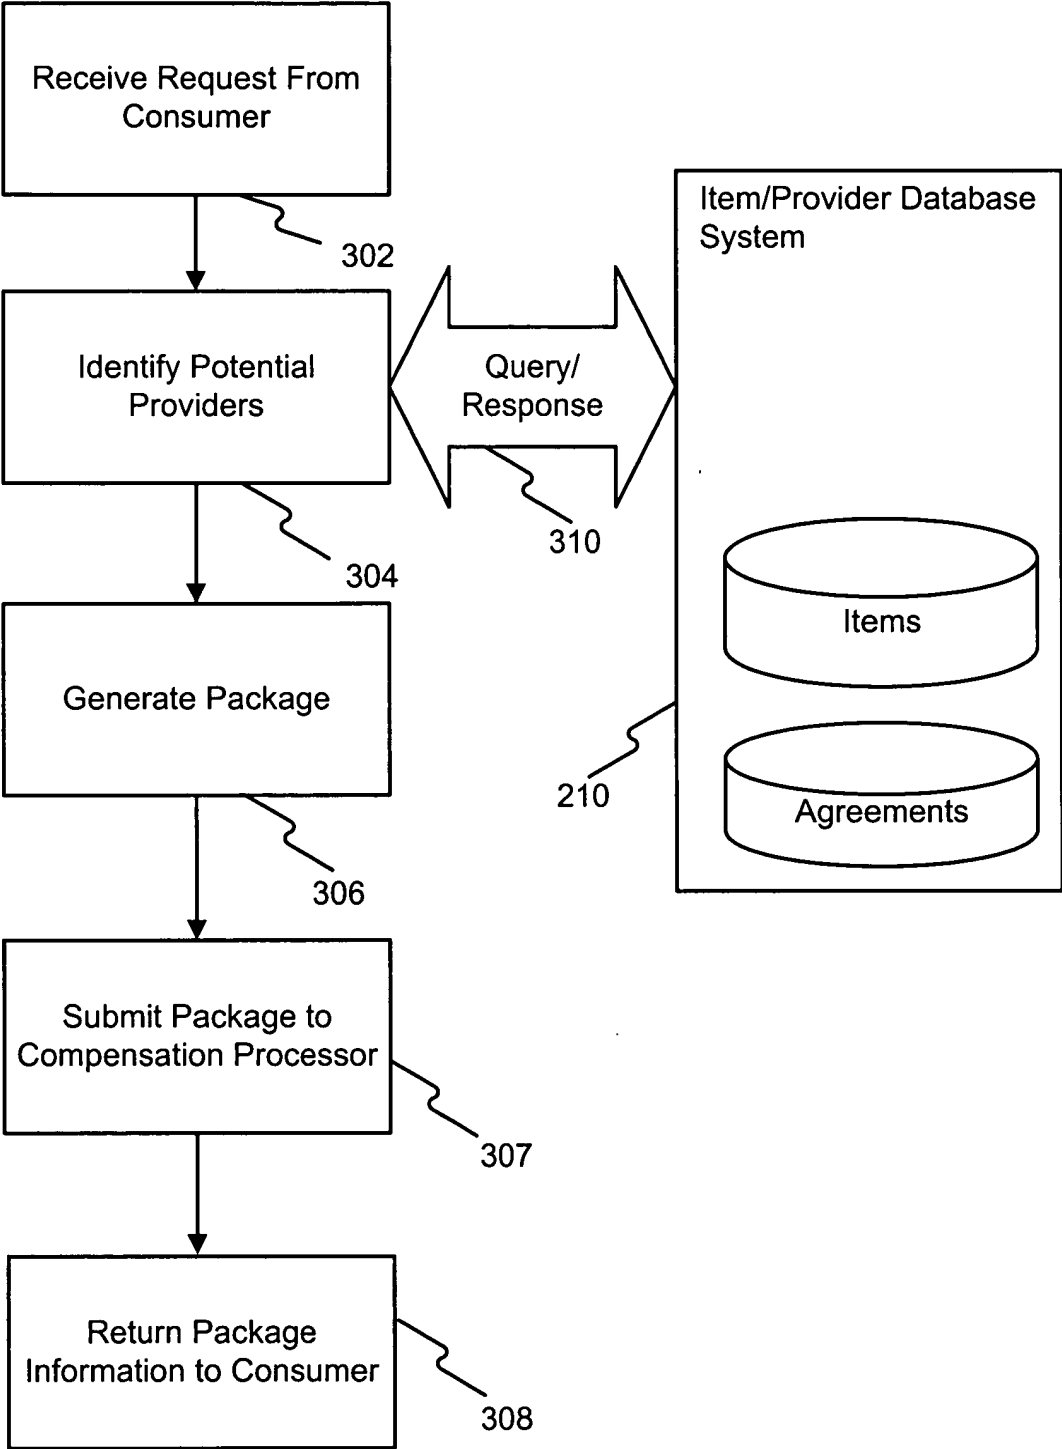 Receive Request From
Consumer
302
Item/Provider Database
System
Identify Potential
Providers
Query/
Response
310
304
Items
Generate Package
210
Agreements
306
Submit Package to
Compensation Processor
307
Return Package
Information to Consumer
308